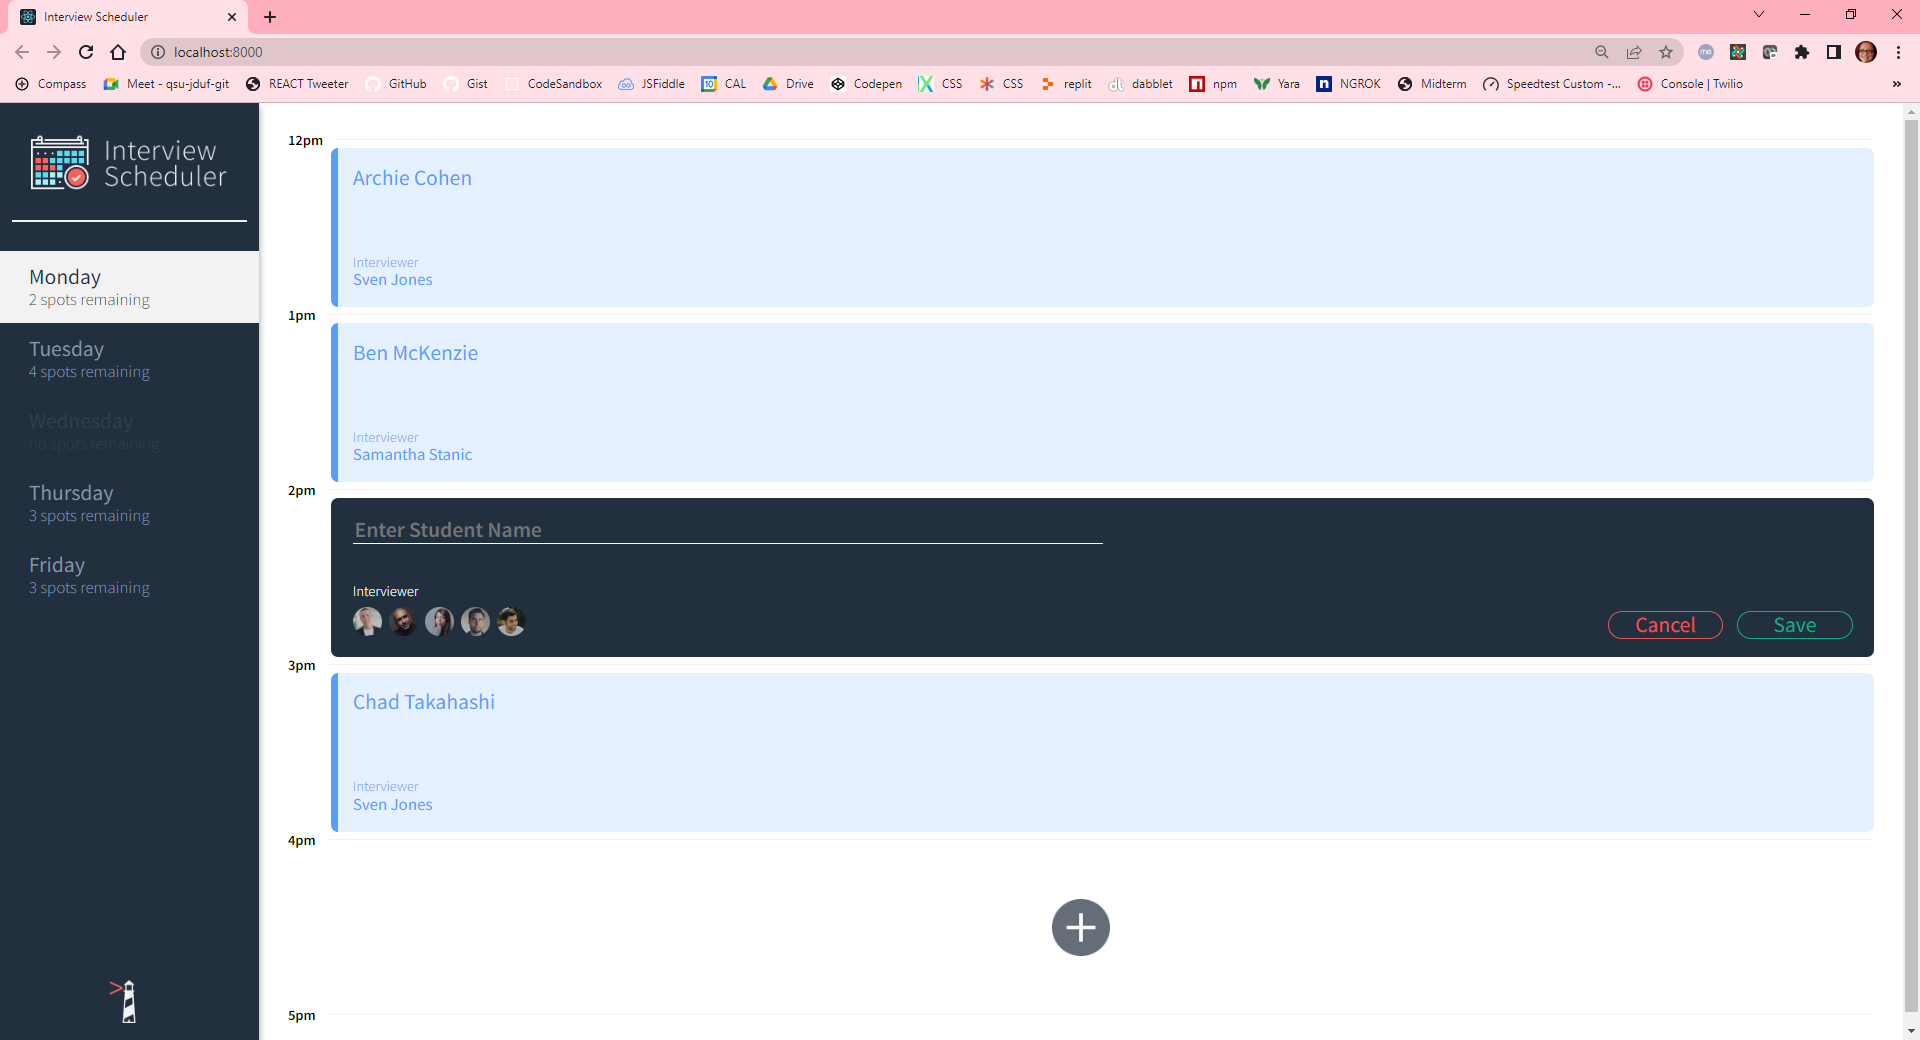 Interview Scheduler
localhost:8000
Compass
Meet - qsu-jduf-git
REACT Tweeter
GitHub
Gist
CodeSandbox
JSFiddle
CAL
Drive
Codepen
CSS
CSS
replit
dabblet
npm
Yara
NGROK
Midterm
Speedtest Custom -...
Console | Twilio
»
Interview
Scheduler
Monday
2 spots remaining
Tuesday
4 spots remaining
Wednesday
no spots remaining
Thursday
3 spots remaining
Friday
3 spots remaining
12pm
Archie Cohen
Interviewer
Sven Jones
1pm
Ben McKenzie
Interviewer
Samantha Stanic
2pm
Enter Student Name
Interviewer
Cancel
Save
3pm
Chad Takahashi
Interviewer
Sven Jones
4pm
5pm